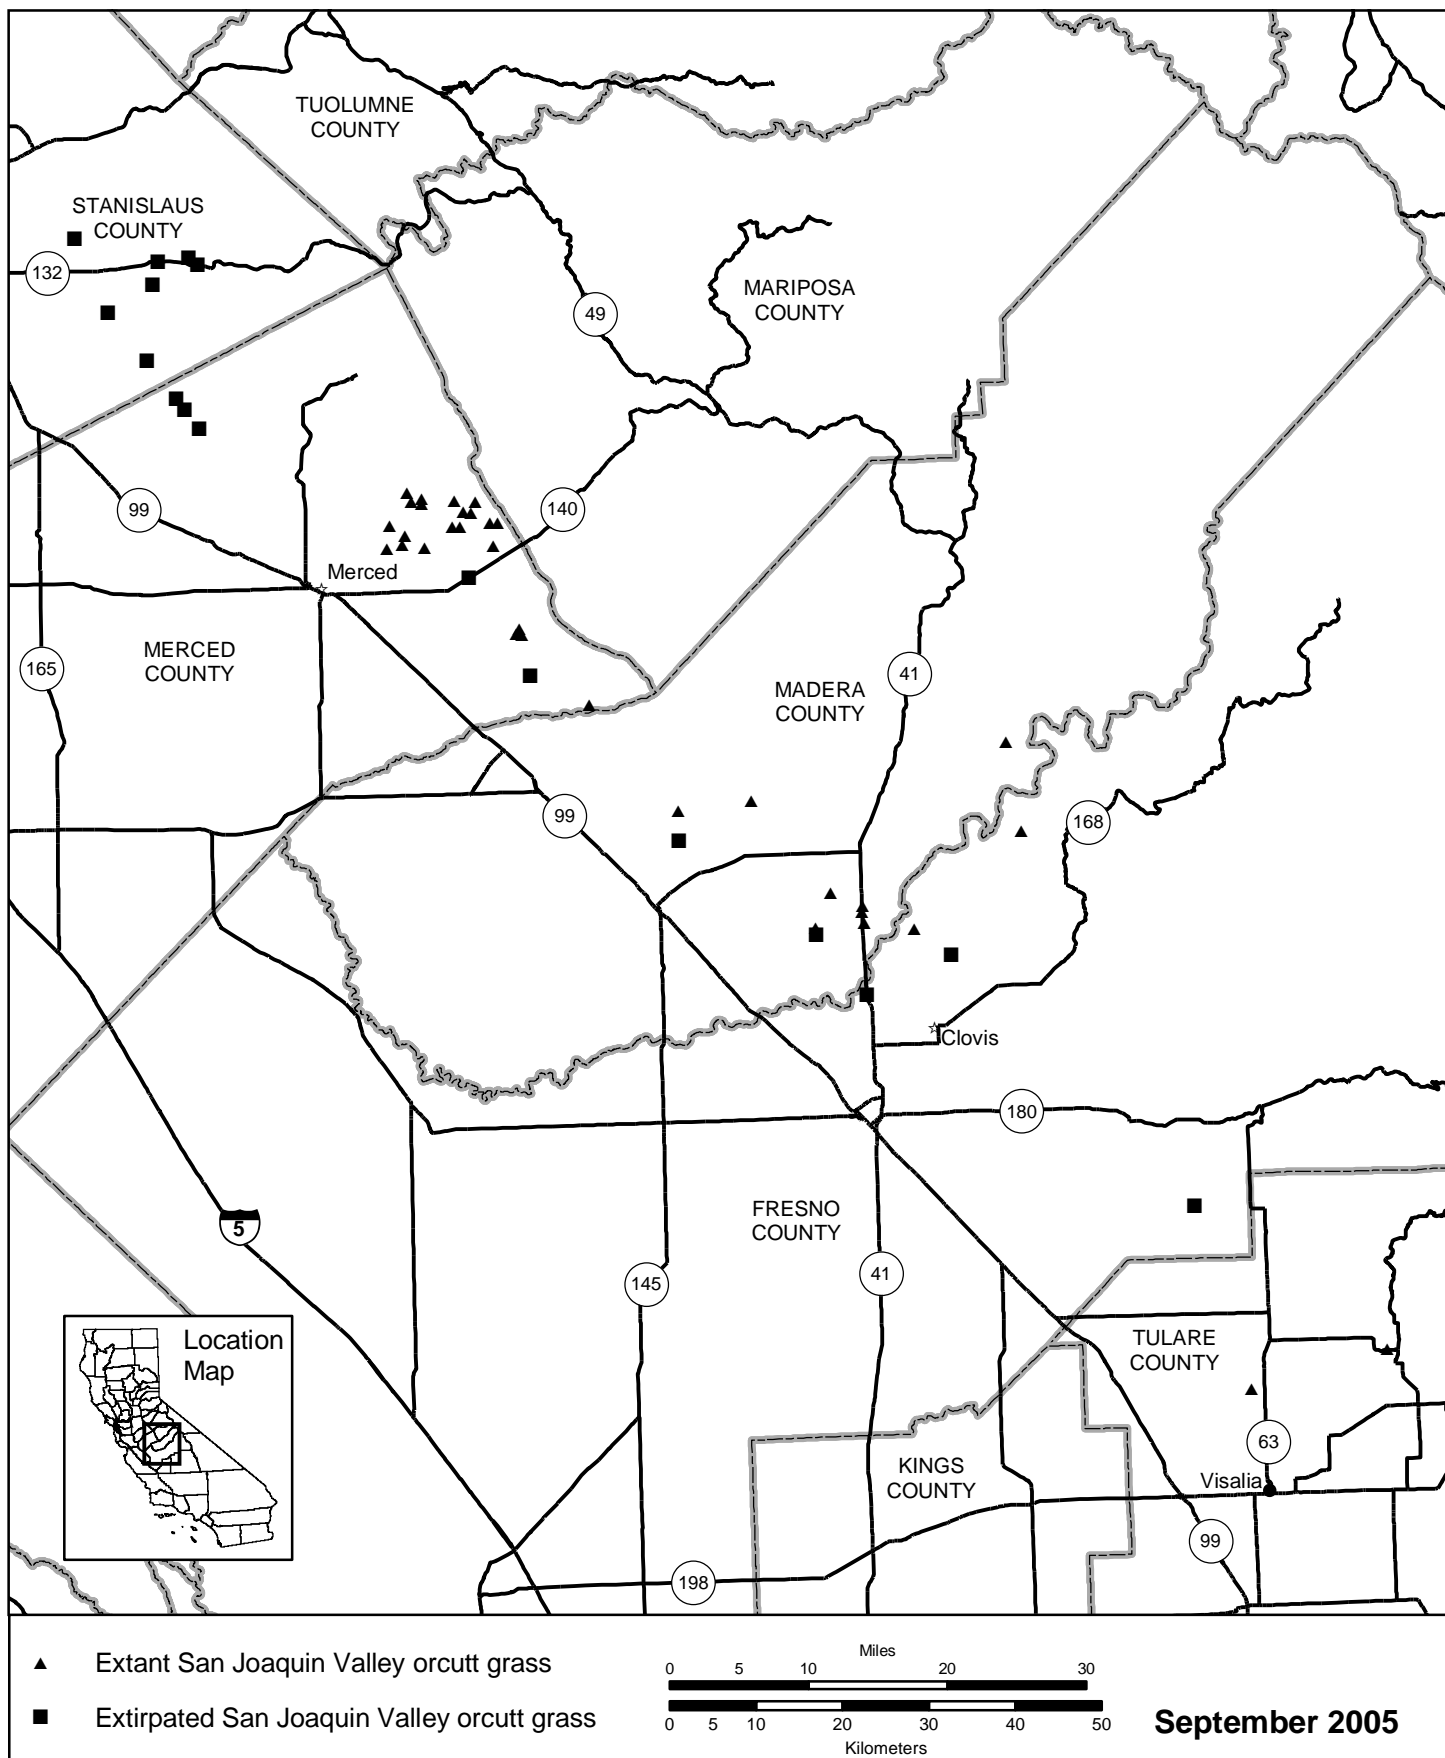 TUOLUMNE
COUNTY
STANISLAUS
COUNTY
132
MARIPOSA
COUNTY
49
99
140
Merced
MERCED
COUNTY
165
41
MADERA
COUNTY
99
168
Clovis
180
FRESNO
COUNTY
5
145
41
Location
Map
TULARE
COUNTY
63
KINGS
COUNTY
Visalia
99
198
Extant San Joaquin Valley orcutt grass
Extirpated San Joaquin Valley orcutt grass
Miles
0 5 10 20 30
0 5 10 20 30 40 50
Kilometers
September 2005